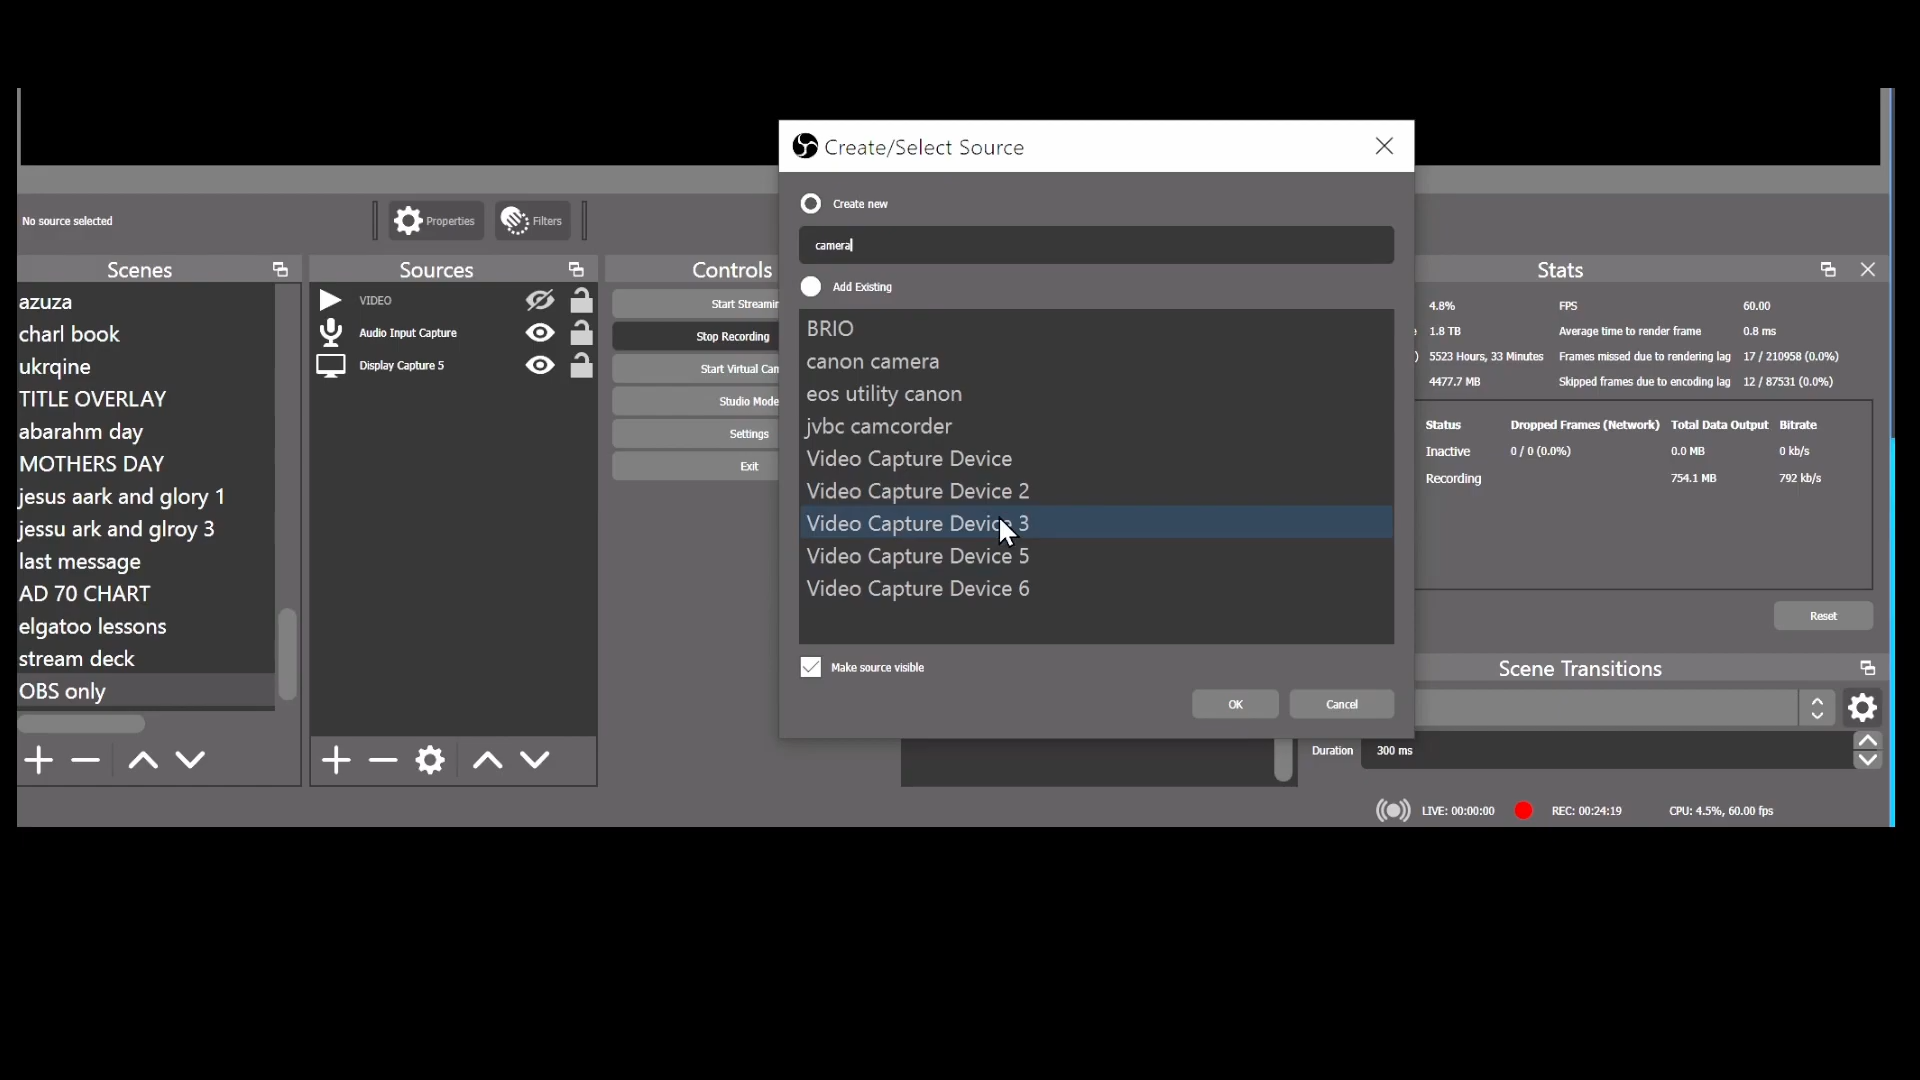 Create/Select Source
Create new
camera
Add Existing
BRIO
canon camera
eos utility canon
jvbc camcorder
Video Capture Device
Video Capture Device 2
Video Capture Device 3
Video Capture Device 5
Video Capture Device 6
Make source visible
OK
Cancel
No source selected
Properties
Filters
Scenes
azuza
charl book
ukrqine
TITLE OVERLAY
abarahm day
MOTHERS DAY
jesus aark and glory 1
jessu ark and glroy 3
last message
AD 70 CHART
elgatoo lessons
stream deck
OBS only
Sources
VIDEO
Audio Input Capture
Display Capture 5
Controls
Start Streamin
Stop Recording
Start Virtual Cam
Studio Mode
Settings
Exit
Stats
4.8% FPS 60.00
1.8 TB Average time to render frame 0.8 ms
5523 Hours, 33 Minutes Frames missed due to rendering lag 17 / 210958 (0.0%)
4477.7 MB Skipped frames due to encoding lag 12 / 87531 (0.0%)
Status Dropped Frames (Network) Total Data Output Bitrate
Inactive 0 / 0 (0.0%) 0.0 MB 0 kb/s
Recording 754.1 MB 792 kb/s
Reset
Scene Transitions
Duration 300 ms
LIVE: 00:00:00 REC: 00:24:19 CPU: 4.5%, 60.00 fps